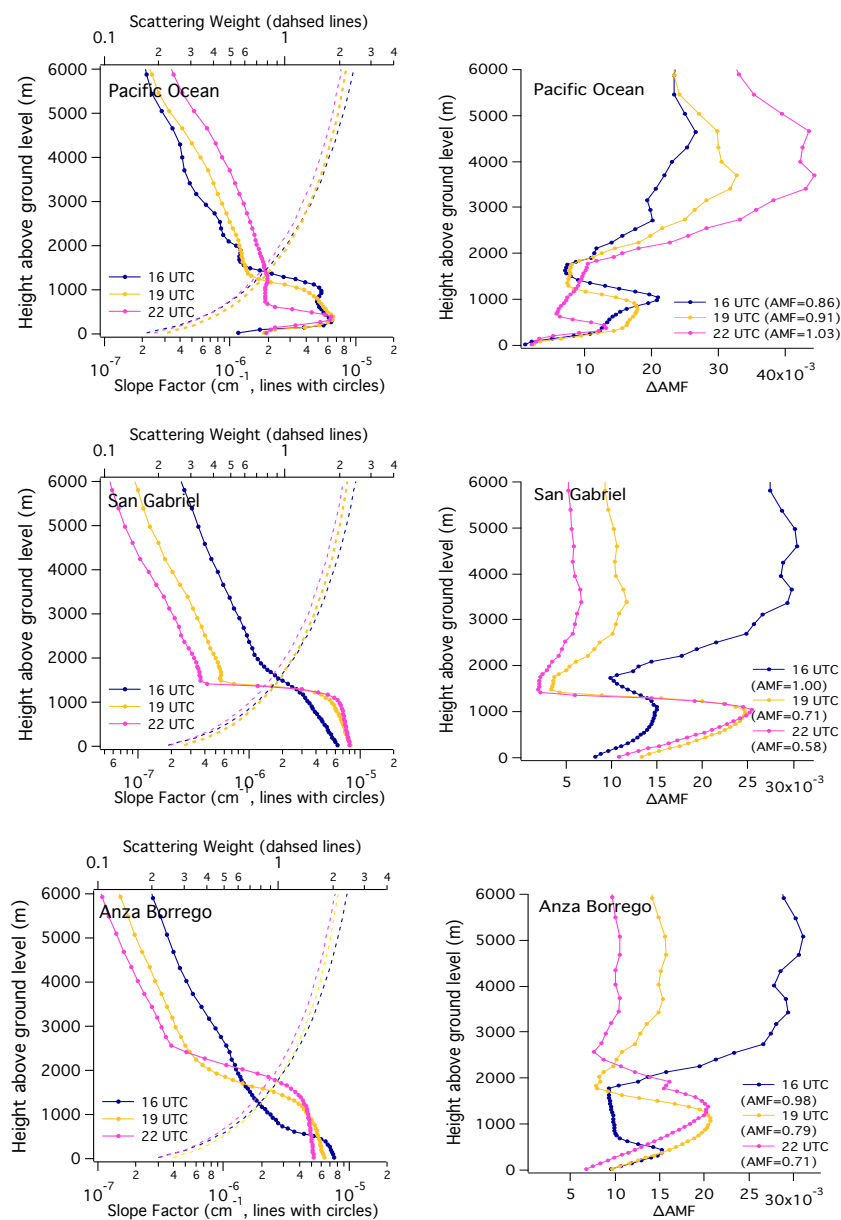 Scattering Weight (dahsed lines)
0.1 2 3 4 5 6 1 2 3 4
Pacific Ocean
6000
5000
4000
3000
2000
1000
0
Height above ground level (m)
16 UTC
19 UTC
22 UTC
10-7 2 4 6 8 10-6 2 4 6 8 10-5 2
Slope Factor (cm-1, lines with circles)
Pacific Ocean
6000
5000
4000
3000
2000
1000
0
Height above ground level (m)
16 UTC (AMF=0.86)
19 UTC (AMF=0.91)
22 UTC (AMF=1.03)
10 20 30 40x10-3
ΔAMF
Scattering Weight (dahsed lines)
0.1 2 3 4 5 6 1 2 3 4
San Gabriel
6000
5000
4000
3000
2000
1000
0
Height above ground level (m)
16 UTC
19 UTC
22 UTC
6 8 10-7 2 4 6 8 10-6 2 4 6 8 10-5 2
Slope Factor (cm-1, lines with circles)
San Gabriel
6000
5000
4000
3000
2000
1000
0
Height above ground level (m)
16 UTC
(AMF=1.00)
19 UTC
(AMF=0.71)
22 UTC
(AMF=0.58)
5 10 15 20 25 30x10-3
ΔAMF
Scattering Weight (dahsed lines)
0.1 2 3 4 5 6 1 2 3 4
Anza Borrego
6000
5000
4000
3000
2000
1000
0
Height above ground level (m)
16 UTC
19 UTC
22 UTC
10-7 2 4 6 8 10-6 2 4 6 8 10-5 2
Slope Factor (cm-1, lines with circles)
Anza Borrego
6000
5000
4000
3000
2000
1000
0
Height above ground level (m)
16 UTC
(AMF=0.98)
19 UTC
(AMF=0.79)
22 UTC
(AMF=0.71)
5 10 15 20 25 30x10-3
ΔAMF